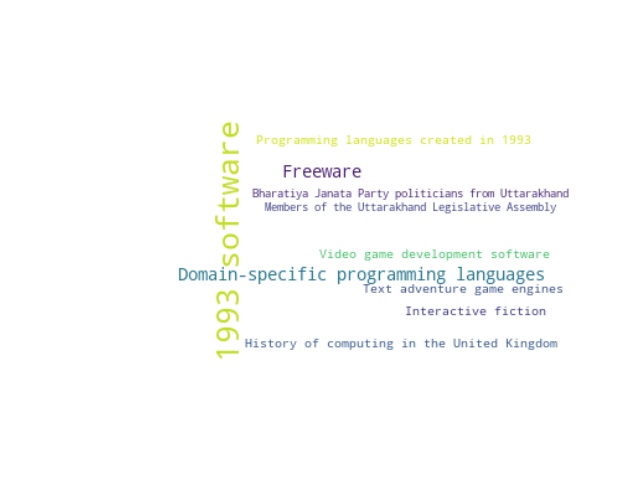 1993 software
Programming languages created in 1993
Freeware
Bharatiya Janata Party politicians from Uttarakhand
Members of the Uttarakhand Legislative Assembly
Video game development software
Domain-specific programming languages
Text adventure game engines
Interactive fiction
History of computing in the United Kingdom